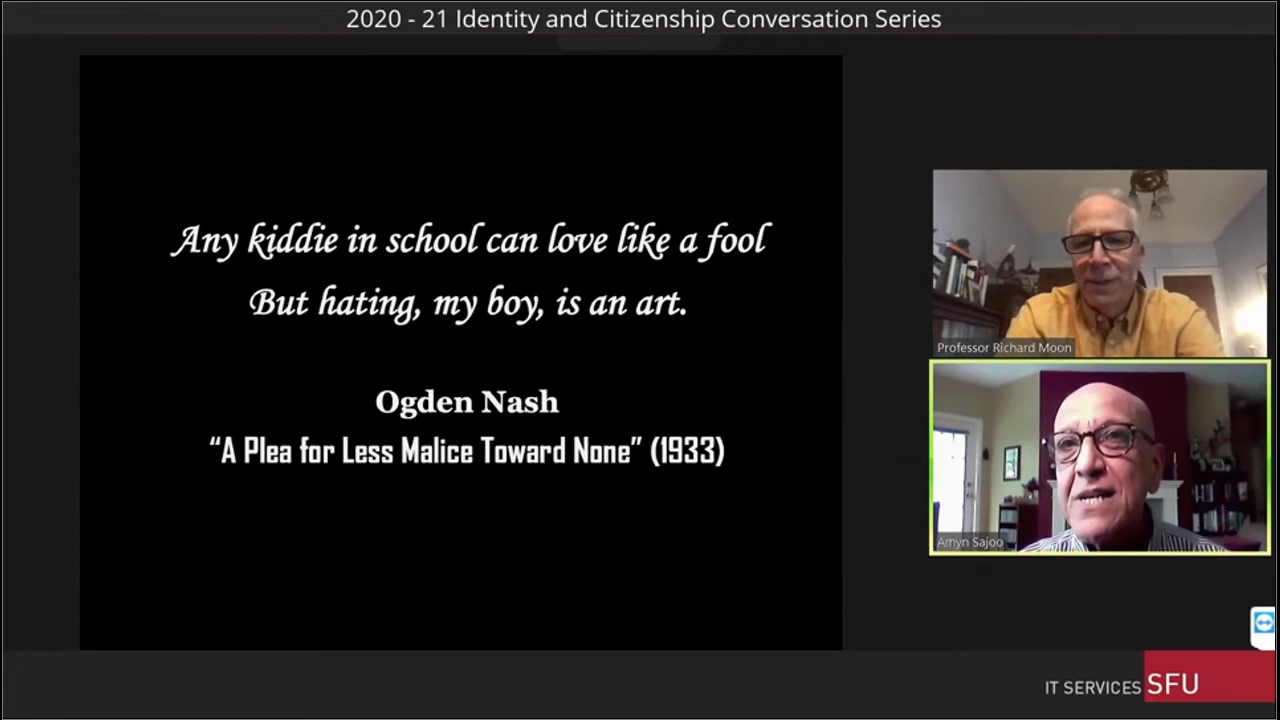 2020 - 21 Identity and Citizenship Conversation Series
Any kiddie in school can love like a fool
But hating, my boy, is an art.
Ogden Nash
“A Plea for Less Malice Toward None” (1933)
Professor Richard Moon
Amyn Sajoo
IT SERVICES SFU